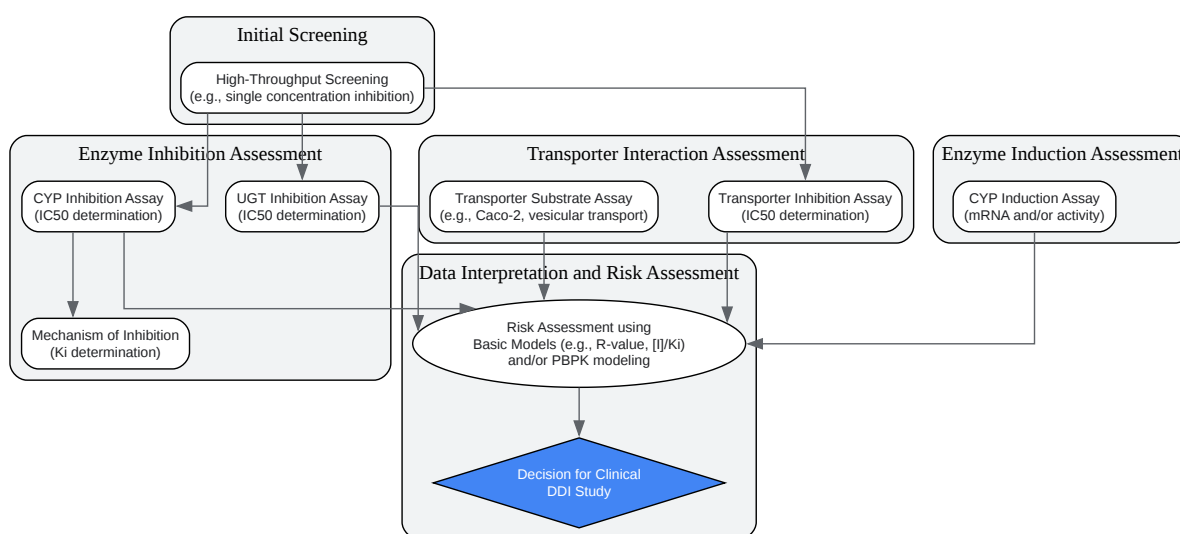 Initial Screening
High-Throughput Screening
(e.g., single concentration inhibition)
Enzyme Inhibition Assessment
CYP Inhibition Assay
(IC50 determination)
UGT Inhibition Assay
(IC50 determination)
Mechanism of Inhibition
(Ki determination)
Transporter Interaction Assessment
Transporter Substrate Assay
(e.g., Caco-2, vesicular transport)
Transporter Inhibition Assay
(IC50 determination)
Enzyme Induction Assessment
CYP Induction Assay
(mRNA and/or activity)
Data Interpretation and Risk Assessment
Risk Assessment using
Basic Models (e.g., R-value, [I]/Ki)
and/or PBPK modeling
Decision for Clinical
DDI Study